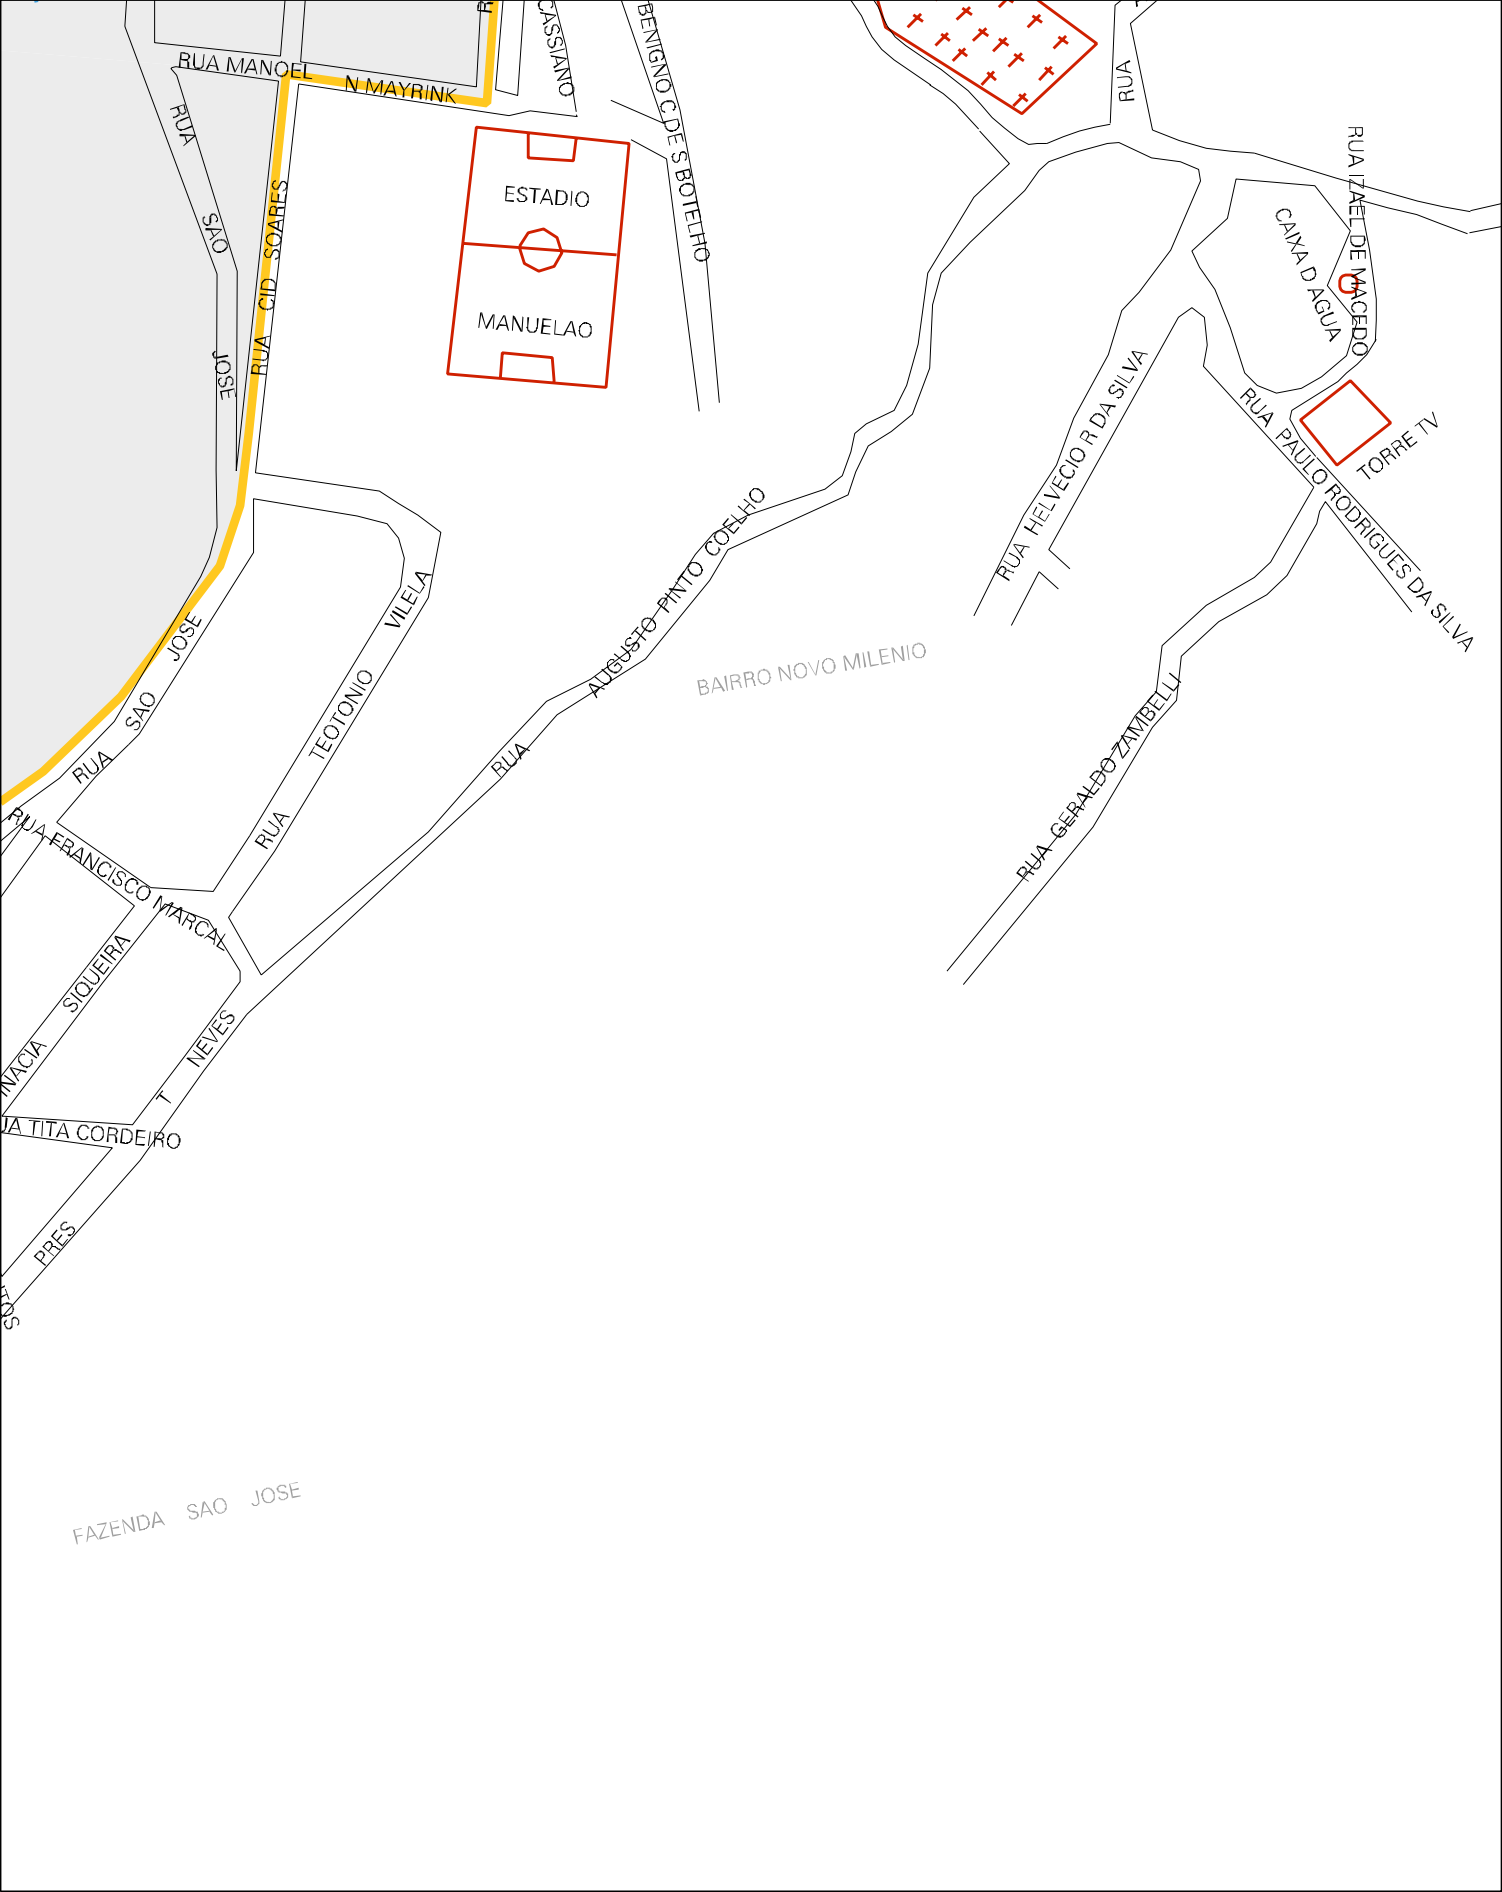 CASSIANO
BENIGNO C DE S BOTELHO
RUA MANOEL N MAYRINK
RUA
RUA SAO JOSE
RUA CID SOARES
ESTADIO
MANUELAO
RUA IZAEL DE MACEDO
CAIXA D AGUA
TORRE TV
RUA HELVECIO R DA SILVA
RUA PAULO RODRIGUES DA SILVA
RUA AUGUSTO PINTO COELHO
BAIRRO NOVO MILENIO
RUA GERALDO ZAMBELLI
RUA SAO JOSE
RUA TEOTONIO VILELA
RUA FRANCISCO MARCAL
INACIA SIQUEIRA
PRES T NEVES
UA TITA CORDEIRO
TOS
FAZENDA SAO JOSE